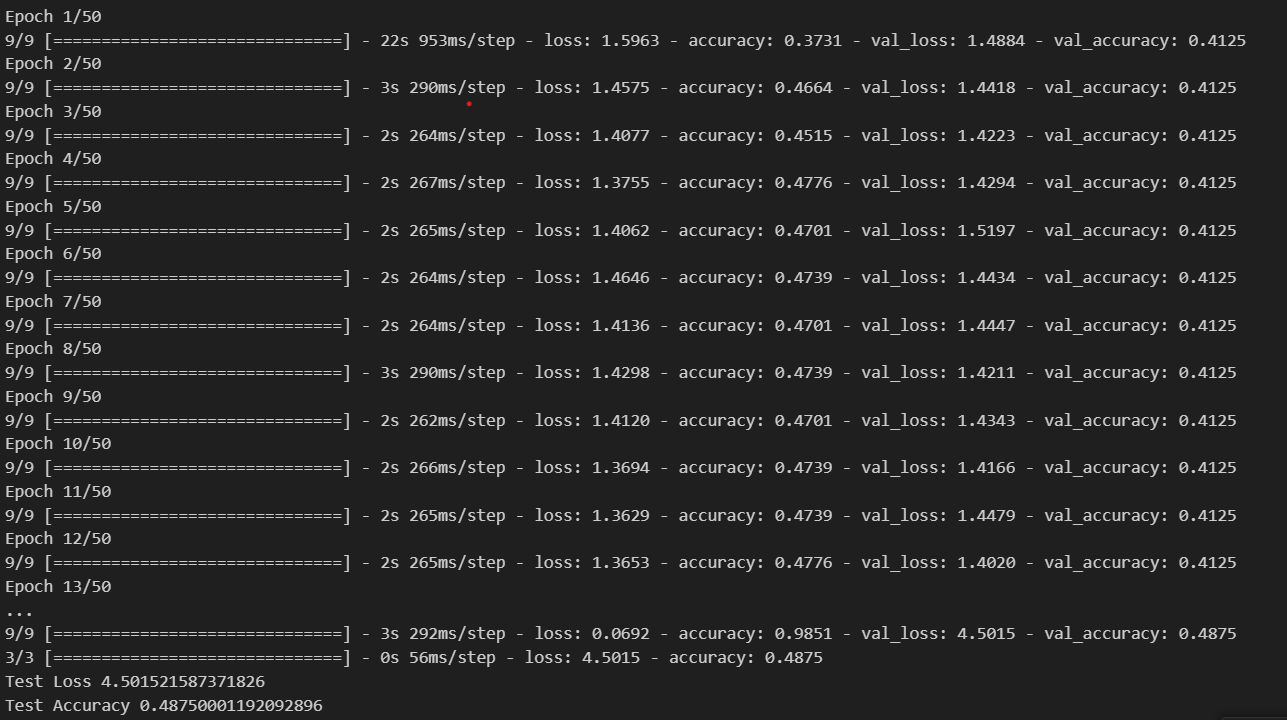 Epoch 1/50
9/9 [==============================] - 22s 953ms/step - loss: 1.5963 - accuracy: 0.3731 - val_loss: 1.4884 - val_accuracy: 0.4125
Epoch 2/50
9/9 [==============================] - 3s 290ms/step - loss: 1.4575 - accuracy: 0.4664 - val_loss: 1.4418 - val_accuracy: 0.4125
Epoch 3/50
9/9 [==============================] - 2s 264ms/step - loss: 1.4077 - accuracy: 0.4515 - val_loss: 1.4223 - val_accuracy: 0.4125
Epoch 4/50
9/9 [==============================] - 2s 267ms/step - loss: 1.3755 - accuracy: 0.4776 - val_loss: 1.4294 - val_accuracy: 0.4125
Epoch 5/50
9/9 [==============================] - 2s 265ms/step - loss: 1.4062 - accuracy: 0.4701 - val_loss: 1.5197 - val_accuracy: 0.4125
Epoch 6/50
9/9 [==============================] - 2s 264ms/step - loss: 1.4646 - accuracy: 0.4739 - val_loss: 1.4434 - val_accuracy: 0.4125
Epoch 7/50
9/9 [==============================] - 2s 264ms/step - loss: 1.4136 - accuracy: 0.4701 - val_loss: 1.4447 - val_accuracy: 0.4125
Epoch 8/50
9/9 [==============================] - 3s 290ms/step - loss: 1.4298 - accuracy: 0.4739 - val_loss: 1.4211 - val_accuracy: 0.4125
Epoch 9/50
9/9 [==============================] - 2s 262ms/step - loss: 1.4120 - accuracy: 0.4701 - val_loss: 1.4343 - val_accuracy: 0.4125
Epoch 10/50
9/9 [==============================] - 2s 266ms/step - loss: 1.3694 - accuracy: 0.4739 - val_loss: 1.4166 - val_accuracy: 0.4125
Epoch 11/50
9/9 [==============================] - 2s 265ms/step - loss: 1.3629 - accuracy: 0.4739 - val_loss: 1.4479 - val_accuracy: 0.4125
Epoch 12/50
9/9 [==============================] - 2s 265ms/step - loss: 1.3653 - accuracy: 0.4776 - val_loss: 1.4020 - val_accuracy: 0.4125
Epoch 13/50
...
9/9 [==============================] - 3s 292ms/step - loss: 0.0692 - accuracy: 0.9851 - val_loss: 4.5015 - val_accuracy: 0.4875
3/3 [==============================] - 0s 56ms/step - loss: 4.5015 - accuracy: 0.4875
Test Loss 4.501521587371826
Test Accuracy 0.48750001192092896